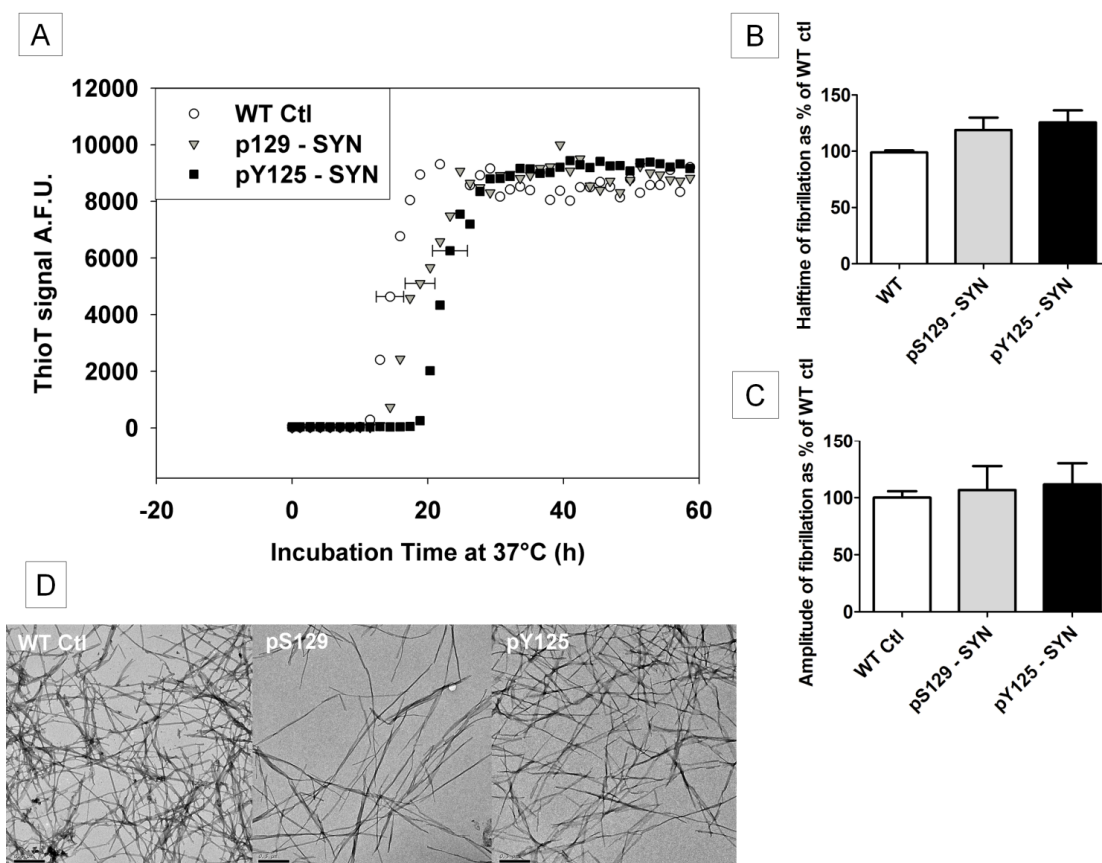 A
ThioT signal A.F.U.
12000
10000
8000
6000
4000
2000
0
WT Ctl
p129 - SYN
pY125 - SYN
-20
0
20
40
60
Incubation Time at 37°C (h)
B
Halftime of fibrillation as % of WT ctl
150
100
50
0
WT
pS129 - SYN
pY125 - SYN
C
Amplitude of fibrillation as % of WT ctl
150
100
50
0
WT Ctl
pS129 - SYN
pY125 - SYN
D
WT Ctl
pS129
pY125